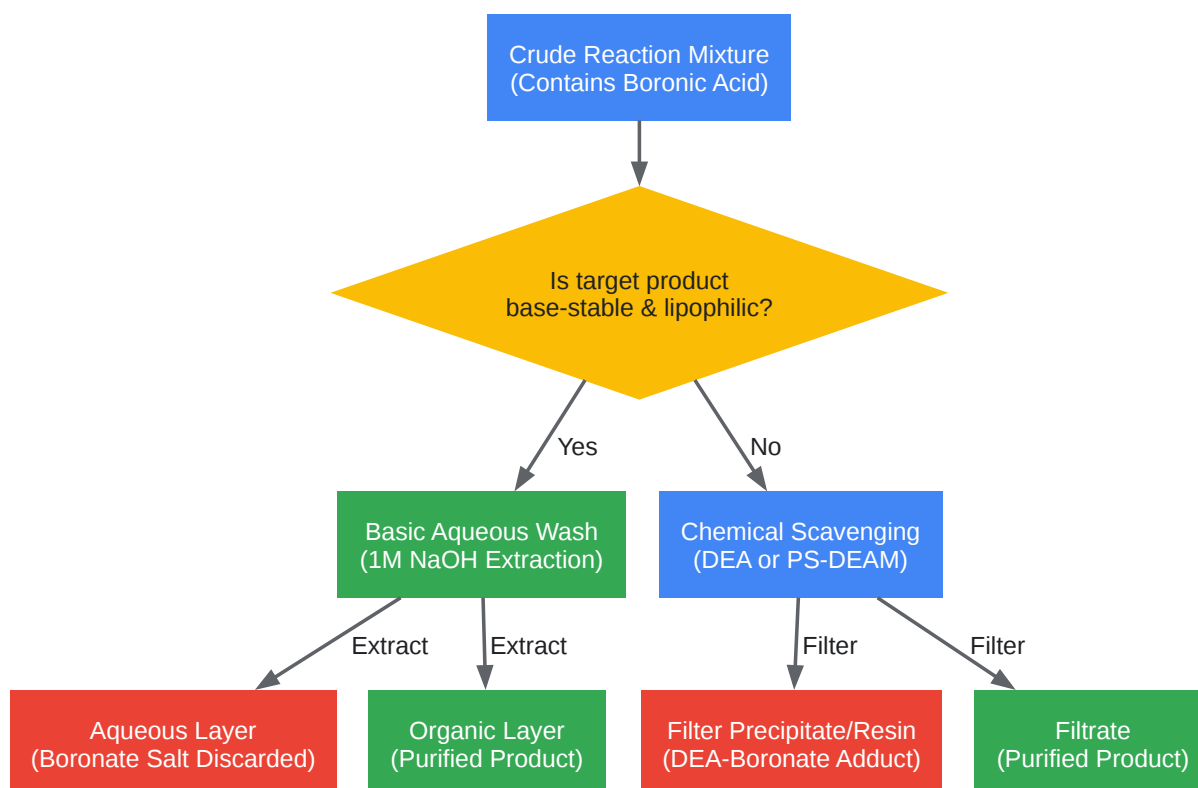 Crude Reaction Mixture
(Contains Boronic Acid)
Is target product
base-stable & lipophilic?
Yes
No
Basic Aqueous Wash
(1M NaOH Extraction)
Chemical Scavenging
(DEA or PS-DEAM)
Extract
Extract
Filter
Filter
Aqueous Layer
(Boronate Salt Discarded)
Organic Layer
(Purified Product)
Filter Precipitate/Resin
(DEA-Boronate Adduct)
Filtrate
(Purified Product)